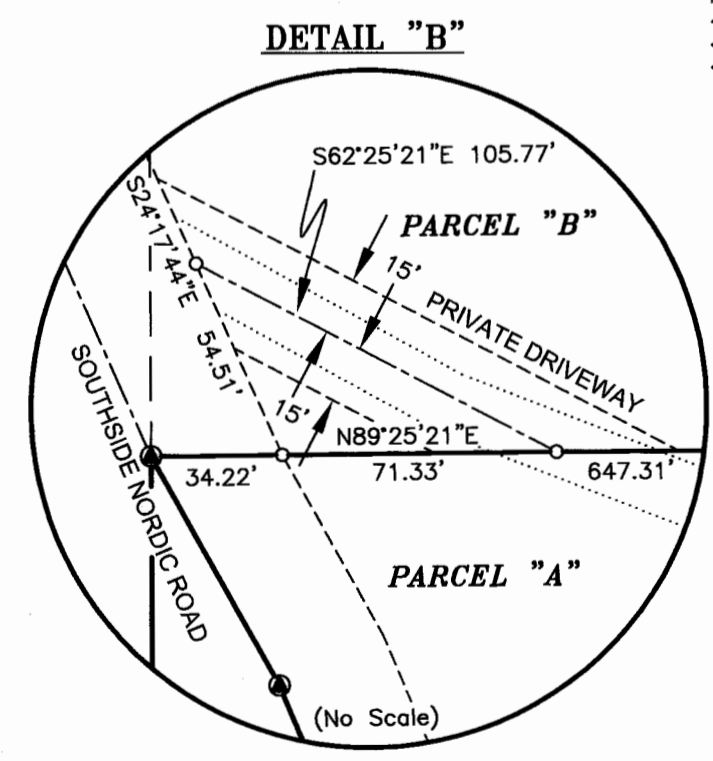 DETAIL "B"
S62°25'21"E 105.77'
PARCEL "B"
S24°17'44"E
54.51'
15'
PRIVATE DRIVEWAY
15'
SOUTHSIDE NORDIC ROAD
N89°25'21"E
34.22'
71.33'
647.31'
PARCEL "A"
(No Scale)